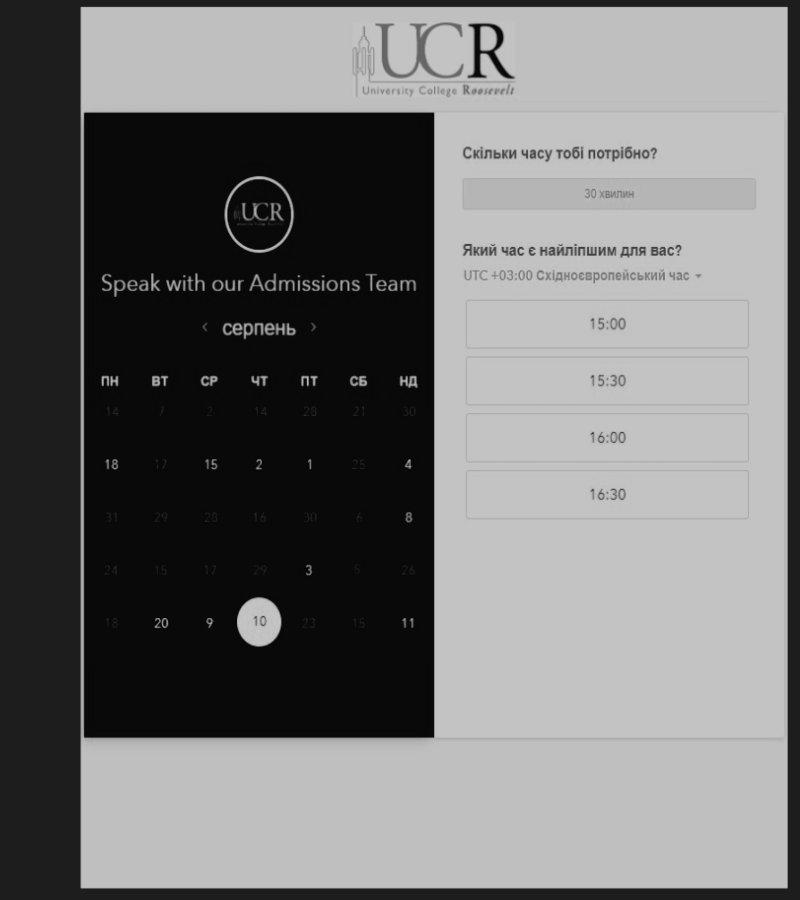 UCR
University College Roosevelt
UCR
Speak with our Admissions Team
‹ серпень ›
ПН ВТ СР ЧТ ПТ СБ НД
14 7 2 14 28 21 30
18 17 15 2 1 25 4
31 29 28 16 30 6 8
24 15 17 29 3 5 26
18 20 9 10 23 15 11
Скільки часу тобі потрібно?
30 хвилин
Який час є найліпшим для вас?
UTC +03:00 Східноєвропейський час
15:00
15:30
16:00
16:30